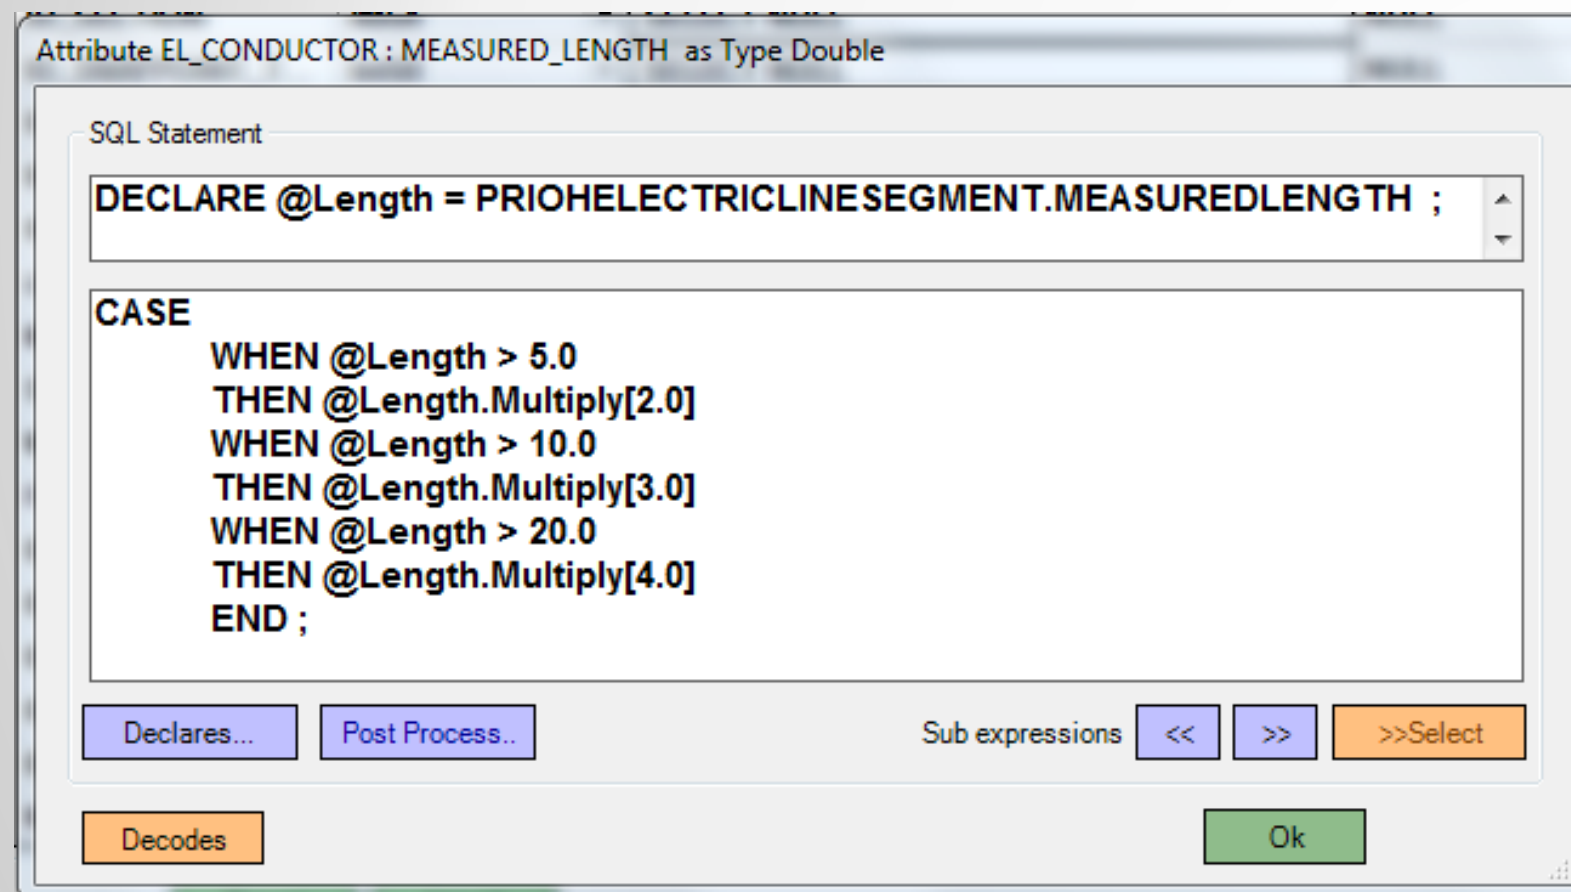 Attribute EL_CONDUCTOR : MEASURED_LENGTH  as Type Double
SQL Statement
DECLARE @Length = PRIOHELECTRICLINESEGMENT.MEASUREDLENGTH  ;
CASE
WHEN @Length > 5.0
THEN @Length.Multiply[2.0]
WHEN @Length > 10.0
THEN @Length.Multiply[3.0]
WHEN @Length > 20.0
THEN @Length.Multiply[4.0]
END ;
Declares... Post Process.. Sub expressions << >> >>Select
Decodes Ok